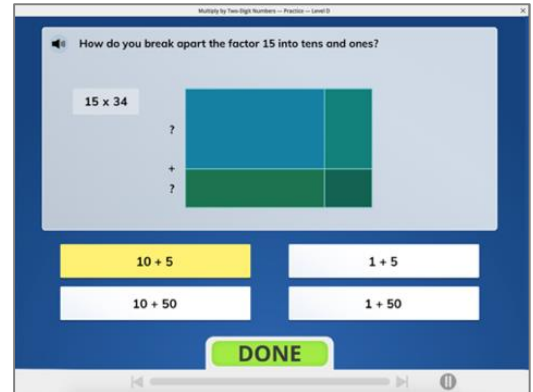 Multiply by Two-Digit Numbers — Practice — Level D
How do you break apart the factor 15 into tens and ones?
15 x 34
?
+
?
10 + 5
1 + 5
10 + 50
1 + 50
DONE